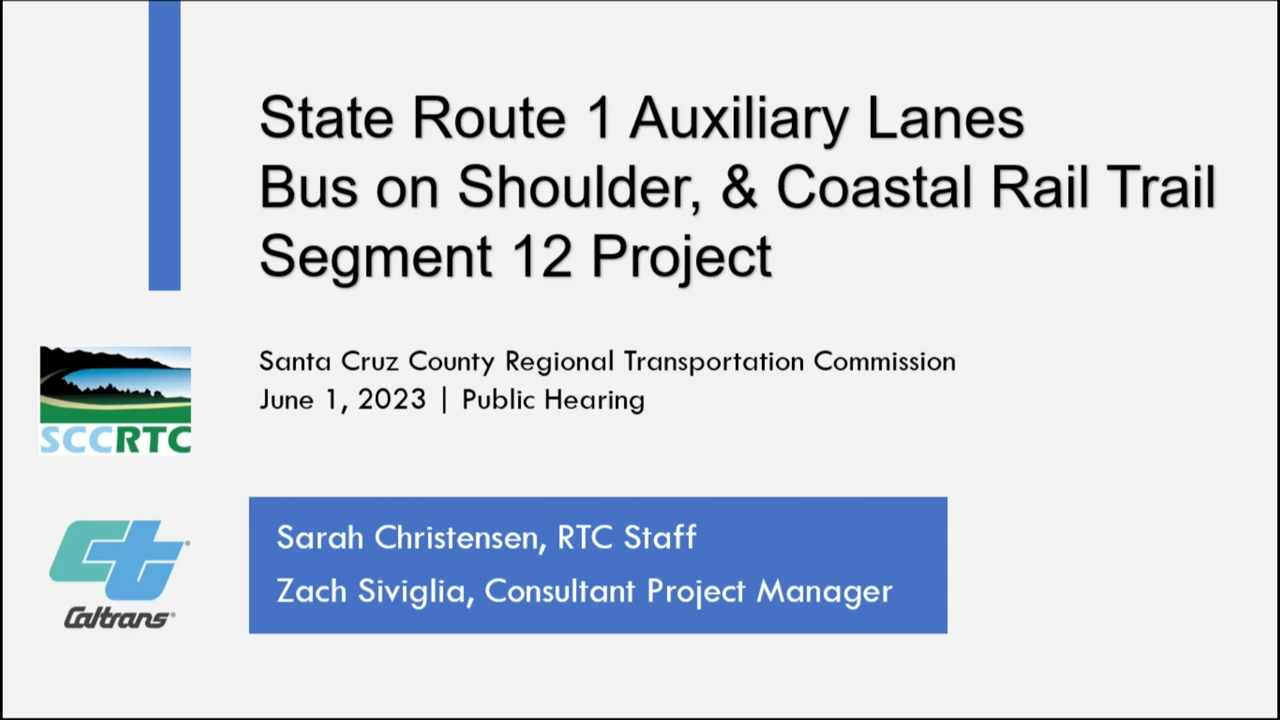 State Route 1 Auxiliary Lanes
Bus on Shoulder, & Coastal Rail Trail
Segment 12 Project
Santa Cruz County Regional Transportation Commission
June 1, 2023 | Public Hearing
SCCRTC
Ct
Caltrans
Sarah Christensen, RTC Staff
Zach Siviglia, Consultant Project Manager